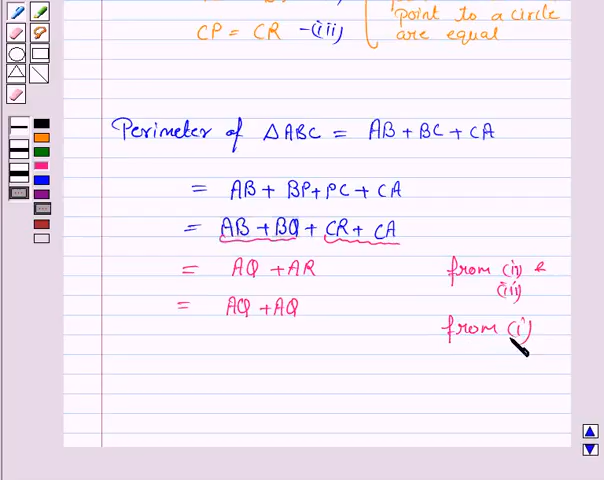 point to a circle
CP = CR -(iii) are equal
Perimeter of △ABC = AB + BC + CA
= AB + BP + PC + CA
= AB + BQ + CR + CA
= AQ + AR from (ii) &
(iii)
= AQ + AQ
from (i)